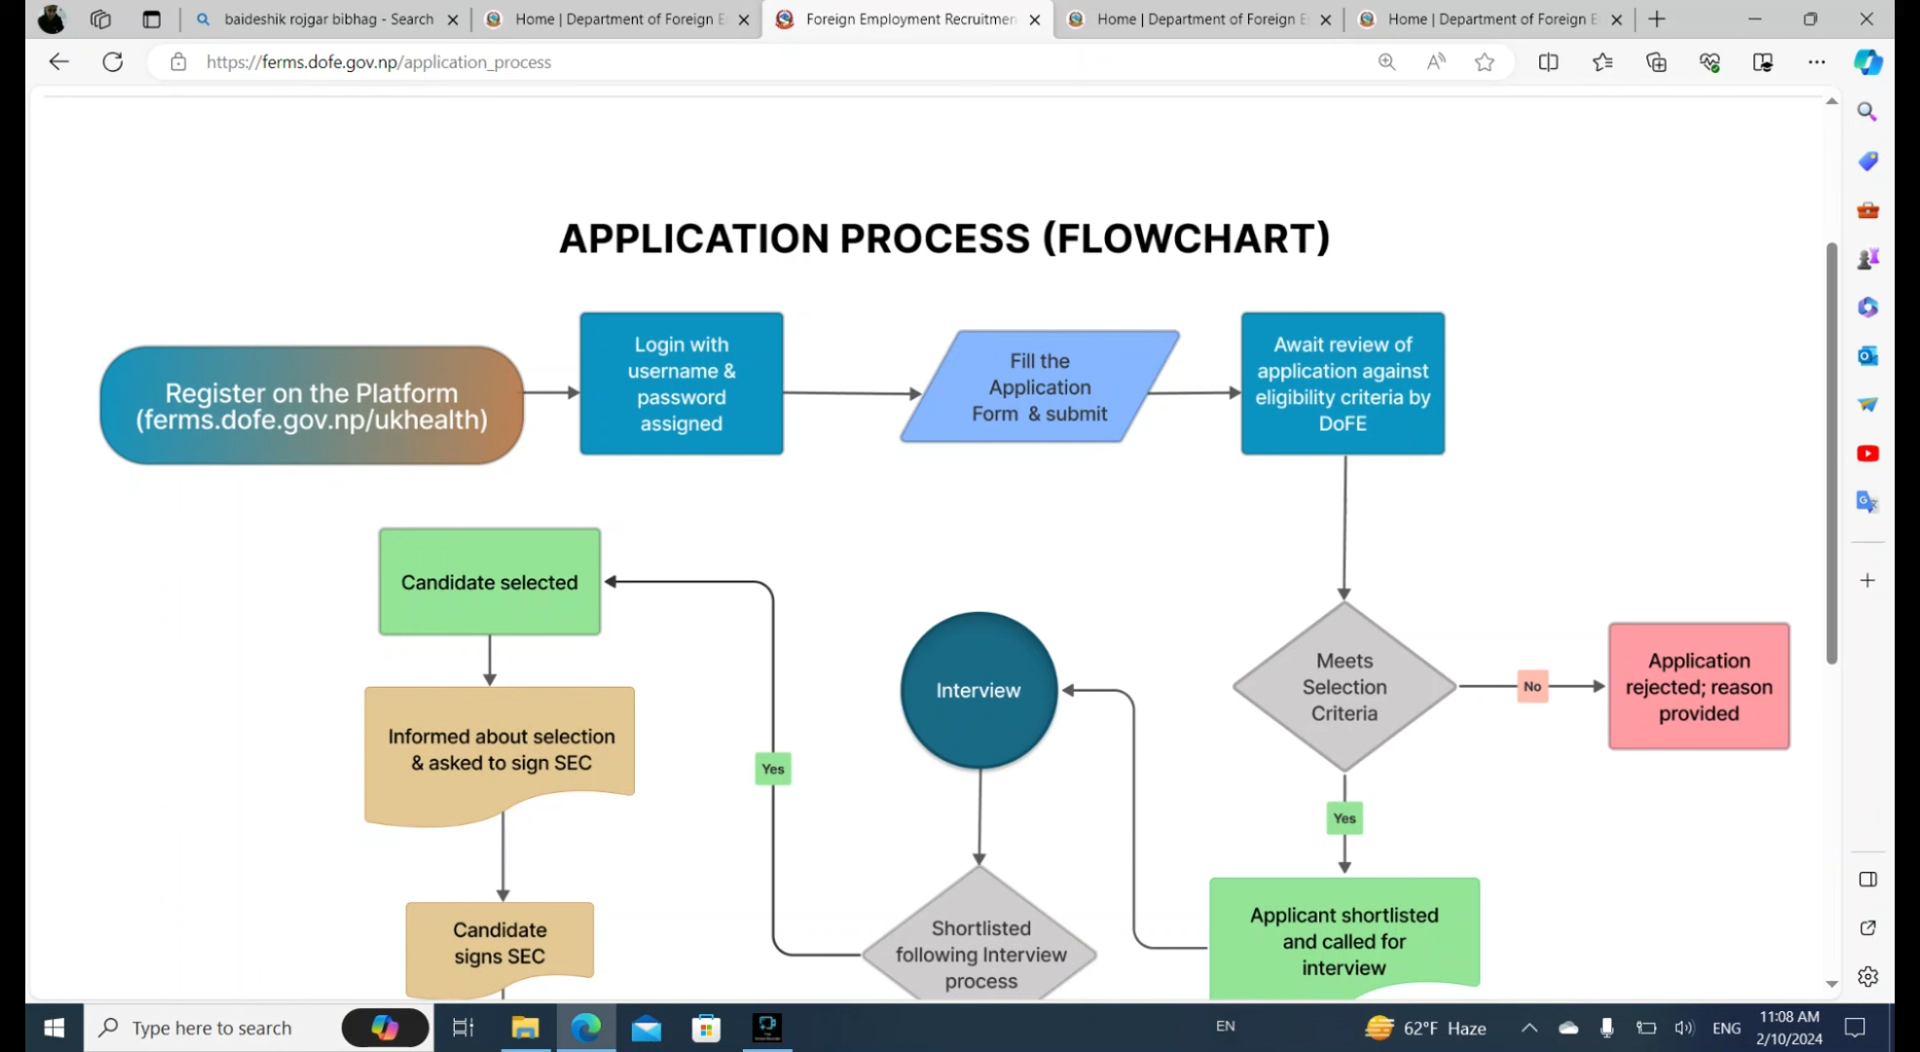 baideshik rojgar bibhag - Search
Home | Department of Foreign E
Foreign Employment Recruitmen
Home | Department of Foreign E
Home | Department of Foreign E
https://ferms.dofe.gov.np/application_process
APPLICATION PROCESS (FLOWCHART)
Register on the Platform
(ferms.dofe.gov.np/ukhealth)
Login with
username &
password
assigned
Fill the
Application
Form & submit
Await review of
application against
eligibility criteria by
DoFE
Meets
Selection
Criteria
No
Application
rejected; reason
provided
Yes
Applicant shortlisted
and called for
interview
Interview
Shortlisted
following Interview
process
Yes
Candidate selected
Informed about selection
& asked to sign SEC
Candidate
signs SEC
Type here to search
EN
62°F Haze
ENG
11:08 AM
2/10/2024